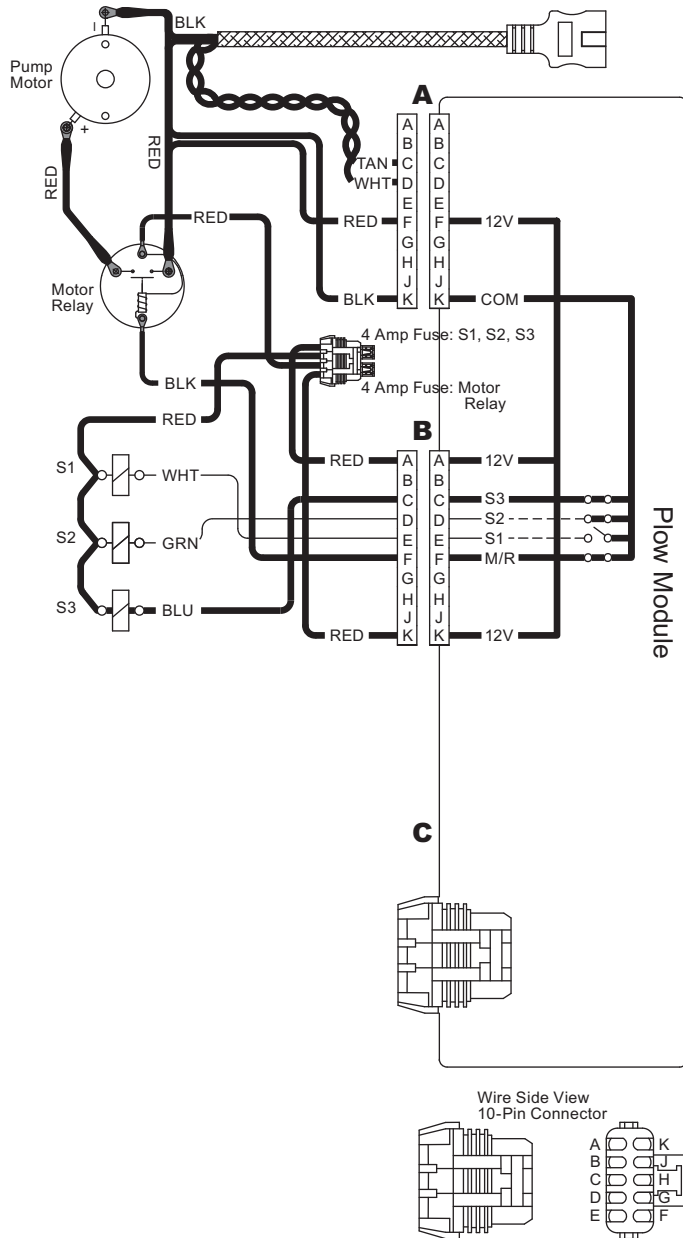 BLK
Pump
Motor
–
+
RED
RED
A
A
B
C
D
E
F
G
H
J
K
A
B
C
D
E
F
G
H
J
K
TAN
WHT
RED
RED
12V
Motor
Relay
BLK
COM
4 Amp Fuse: S1, S2, S3
BLK
4 Amp Fuse: Motor
Relay
RED
B
A
B
C
D
E
F
G
H
J
K
A
B
C
D
E
F
G
H
J
K
RED
12V
S1
WHT
S3
S2
S2
GRN
S1
M/R
S3
BLU
RED
12V
Plow Module
C
Wire Side View
10-Pin Connector
A K
B J
C H
D G
E F